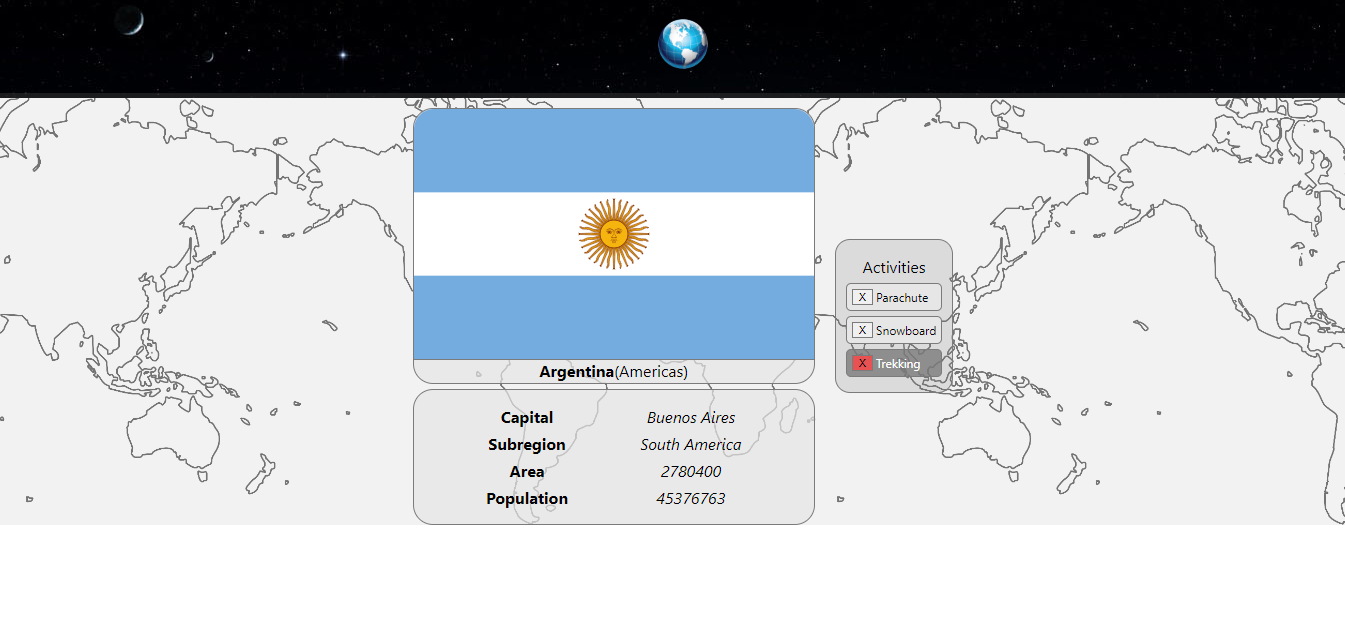 Argentina(Americas)
Capital Buenos Aires
Subregion South America
Area 2780400
Population 45376763
Activities
X Parachute
X Snowboard
X Trekking